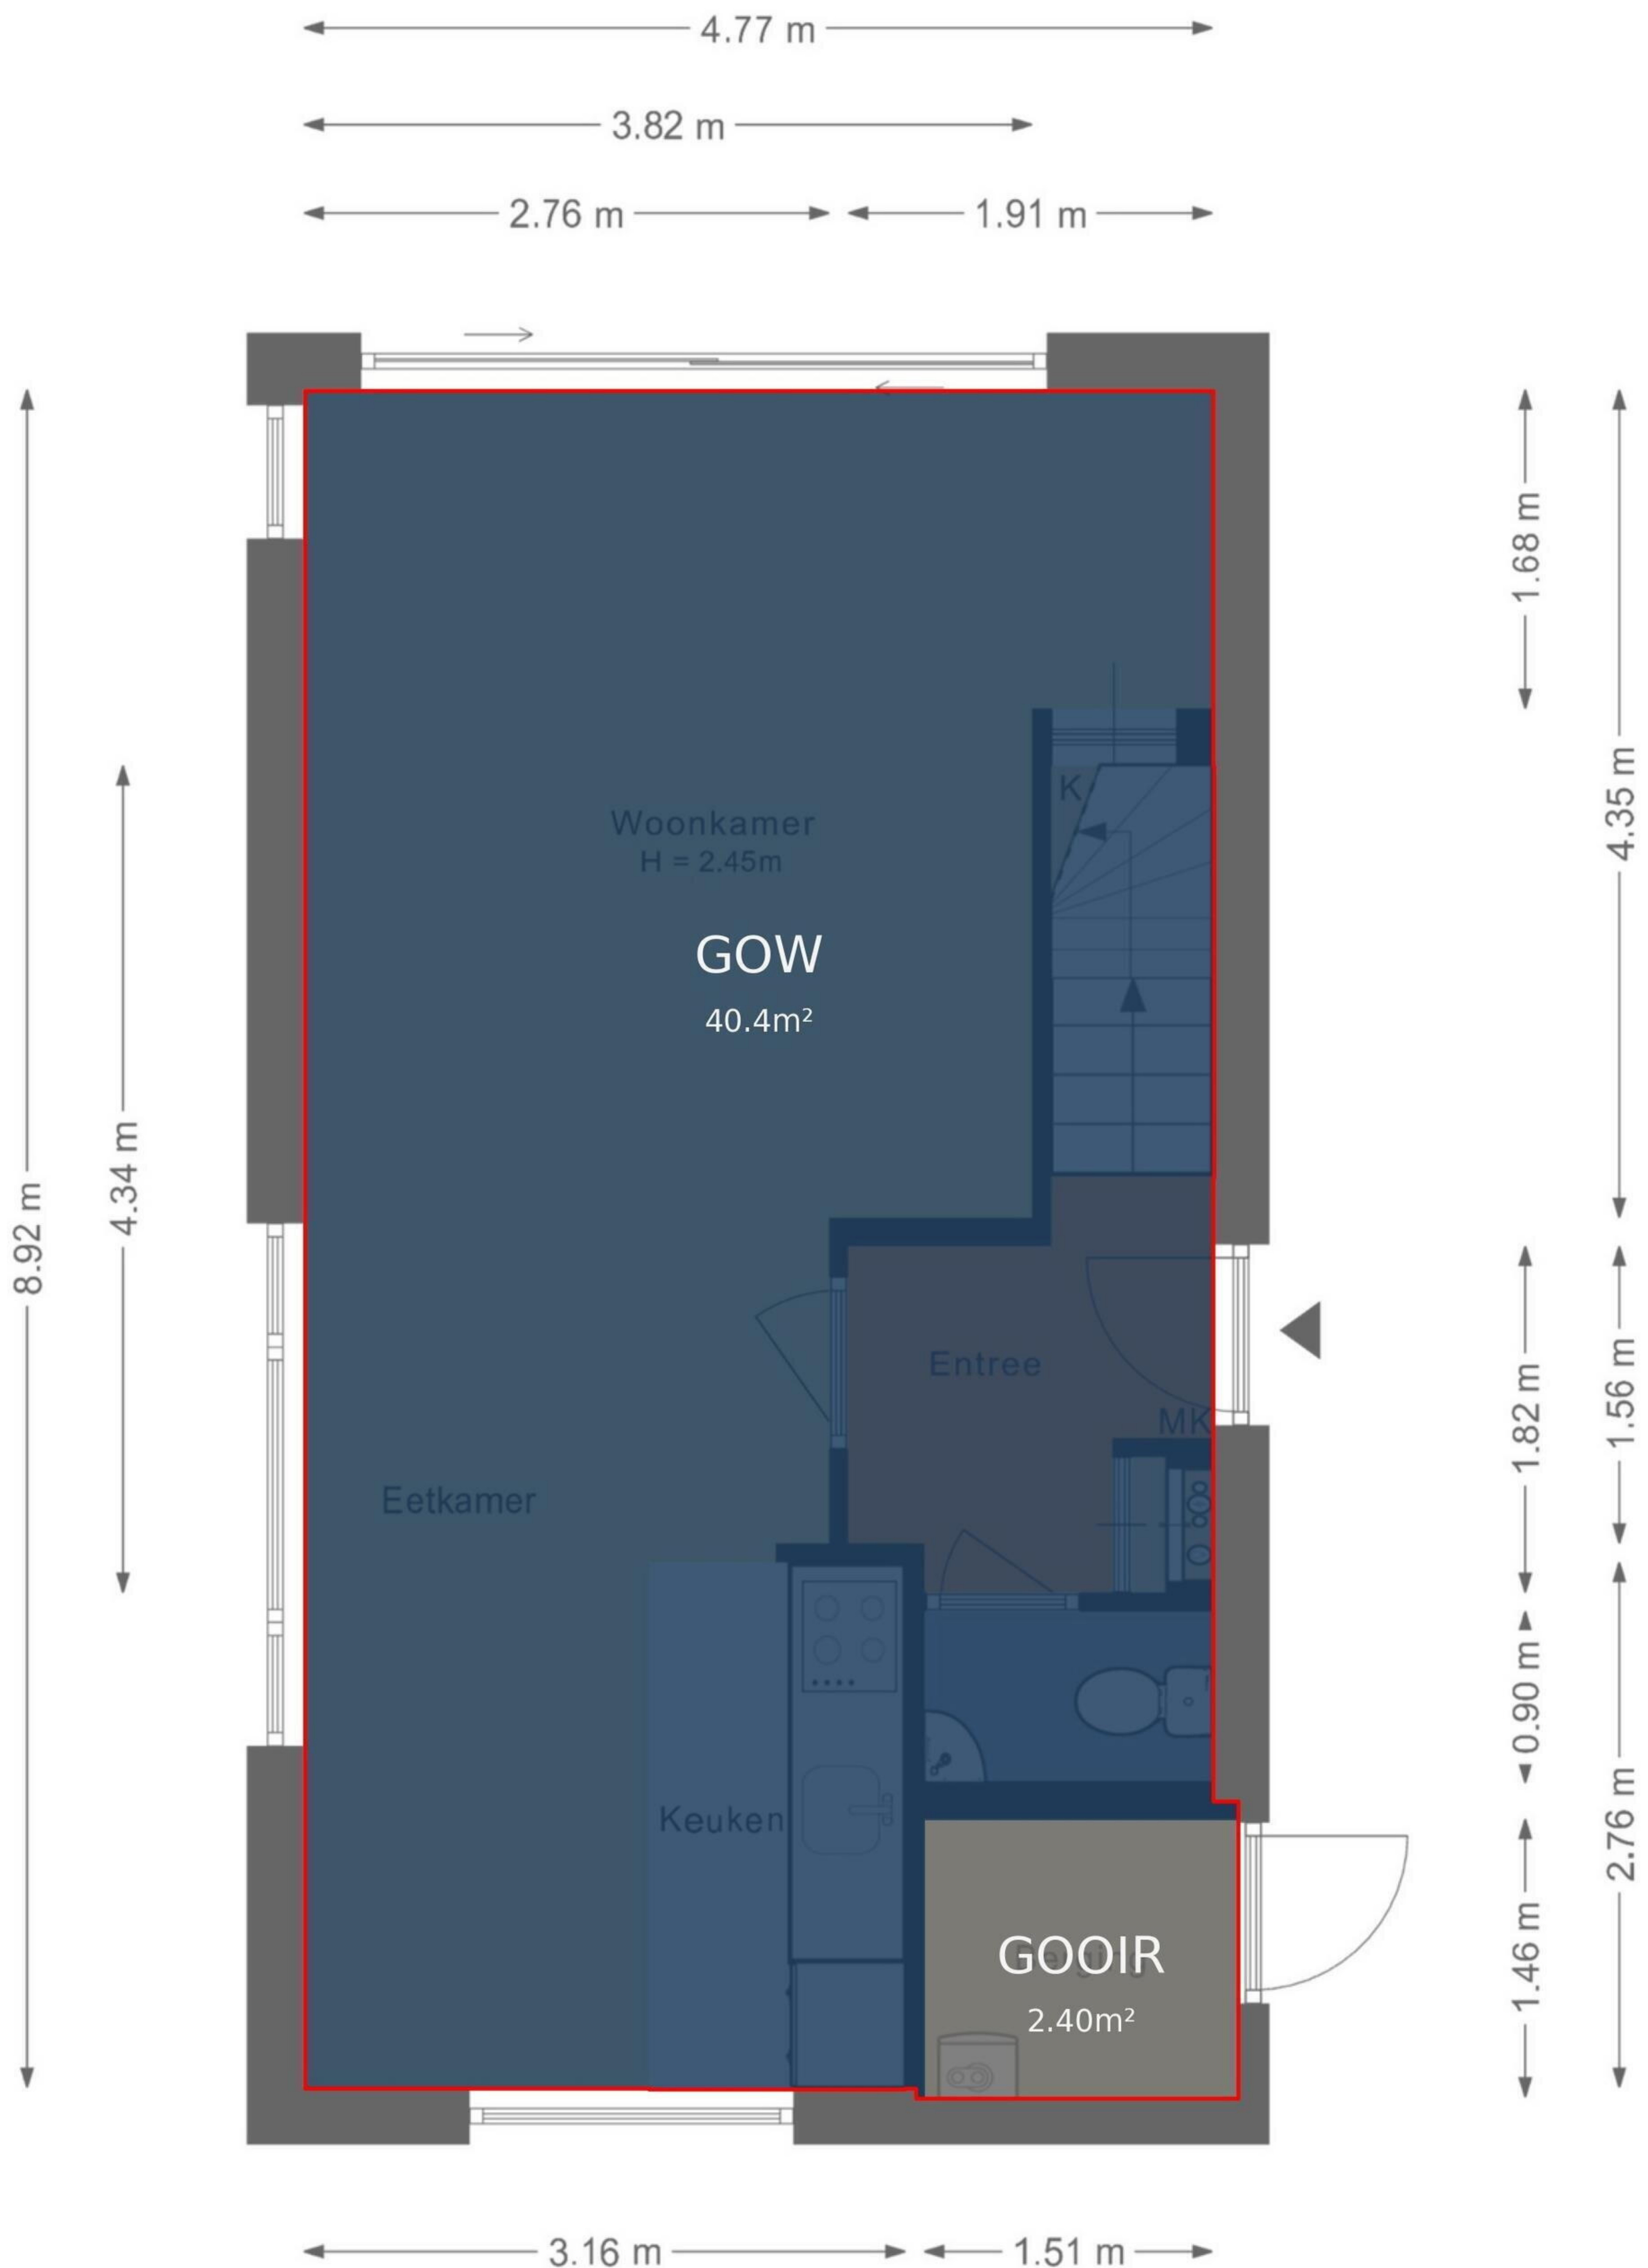 4.77 m
3.82 m
2.76 m
1.91 m
1.68 m
4.35 m
K
Woonkamer
H = 2.45m
GOW
40.4m²
4.34 m
8.92 m
Entree
MK
1.82 m
1.56 m
Eetkamer
0.90 m
Keuken
2.76 m
1.46 m
Berging
GOOIR
2.40m²
3.16 m
1.51 m